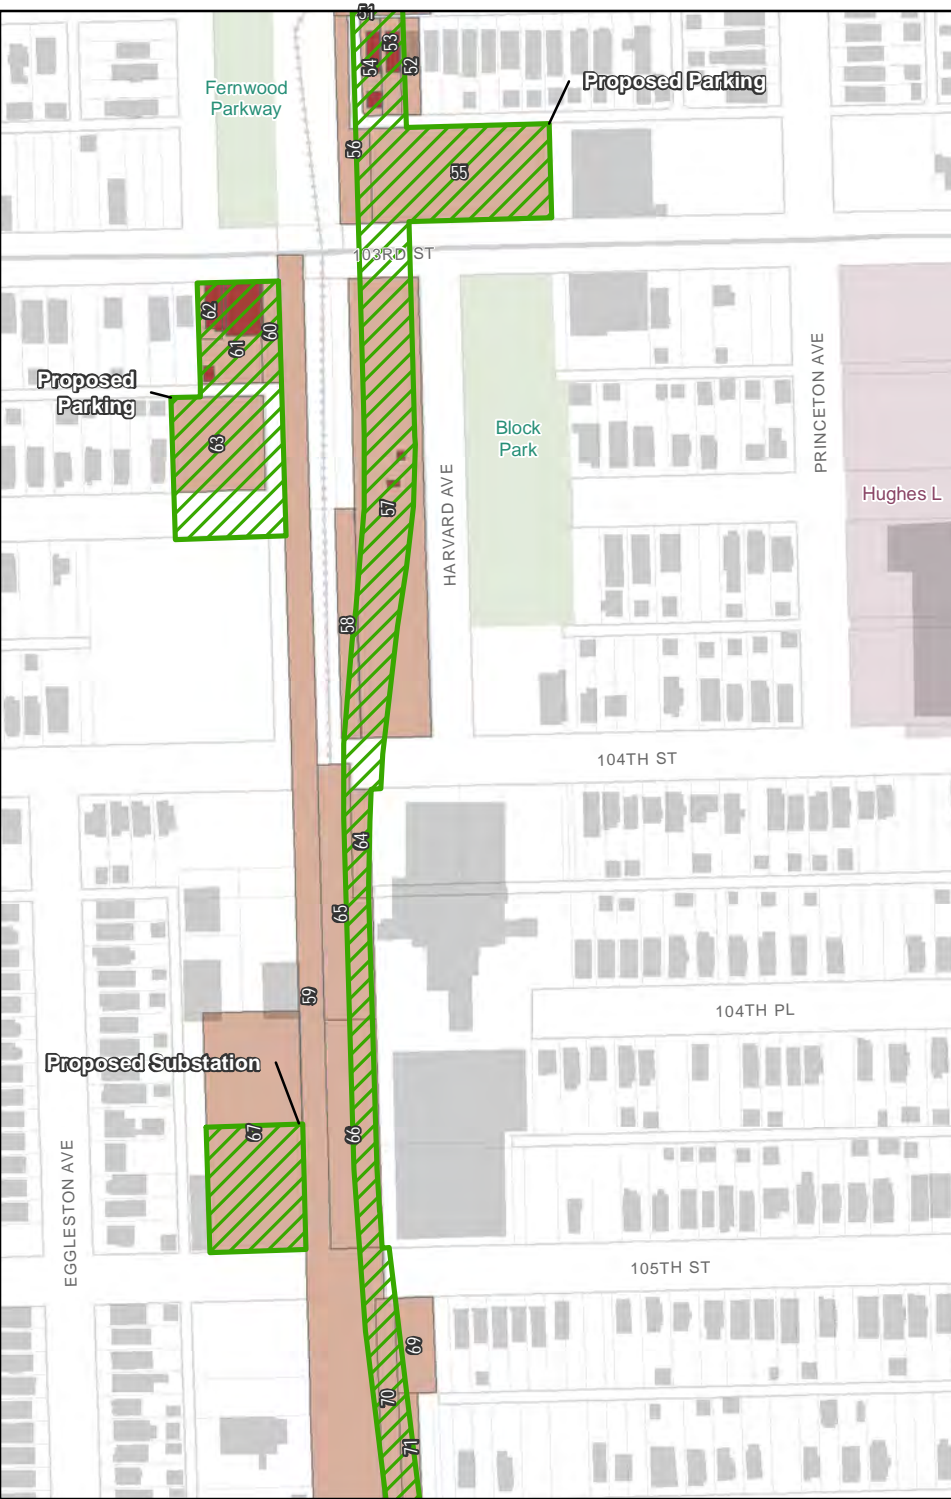 51
53
54
52
Proposed Parking
Fernwood
Parkway
56
55
103RD ST
62
60
61
PRINCETON AVE
Proposed
Parking
63
Block
Park
HARVARD AVE
Hughes L
57
58
104TH ST
64
65
59
104TH PL
Proposed Substation
67
66
EGGLESTON AVE
105TH ST
69
70
71